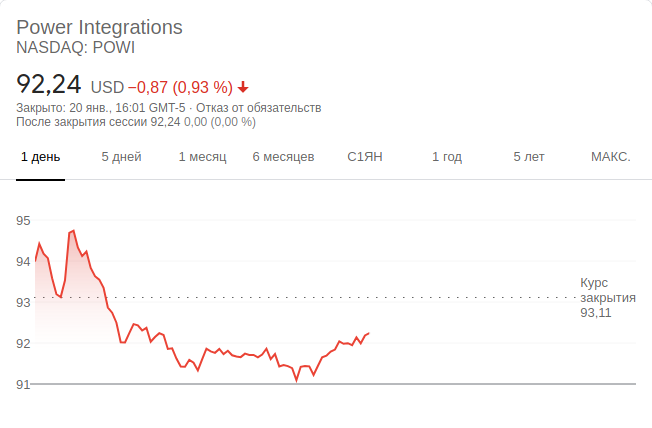 Power Integrations
NASDAQ: POWI
92,24 USD −0,87 (0,93 %)
Закрыто: 20 янв., 16:01 GMT-5 · Отказ от обязательств
После закрытия сессии 92,24 0,00 (0,00 %)
1 день 5 дней 1 месяц 6 месяцев С1ЯН 1 год 5 лет МАКС.
95
94
93
92
91
Курс
закрытия
93,11